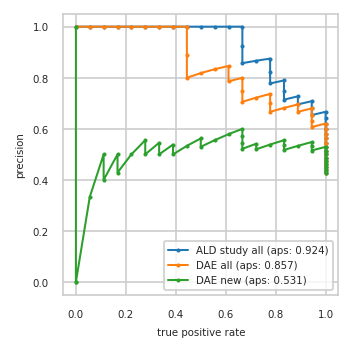 1.0
0.8
0.6
0.4
0.2
0.0
precision
ALD study all (aps: 0.924)
DAE all (aps: 0.857)
DAE new (aps: 0.531)
0.0 0.2 0.4 0.6 0.8 1.0
true positive rate